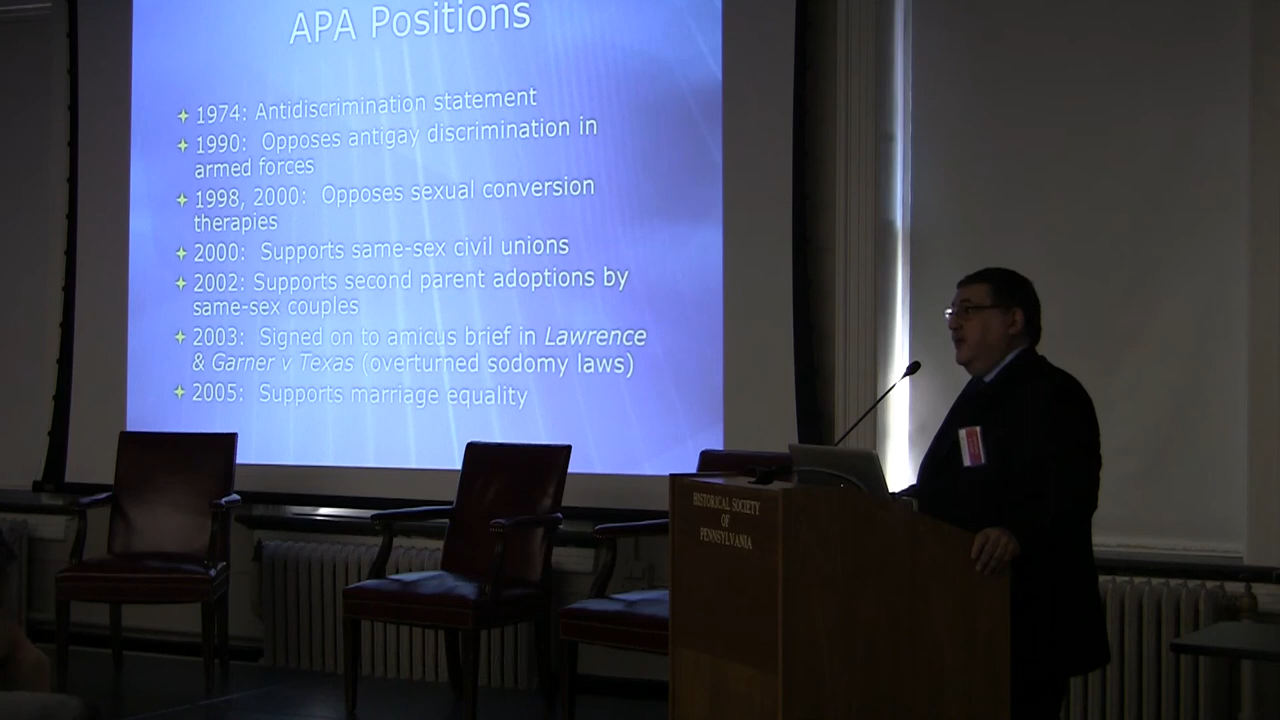 APA Positions
1974: Antidiscrimination statement
1990: Opposes antigay discrimination in
armed forces
1998, 2000: Opposes sexual conversion
therapies
2000: Supports same-sex civil unions
2002: Supports second parent adoptions by
same-sex couples
2003: Signed on to amicus brief in Lawrence
& Garner v Texas (overturned sodomy laws)
2005: Supports marriage equality
HISTORICAL SOCIETY
OF
PENNSYLVANIA